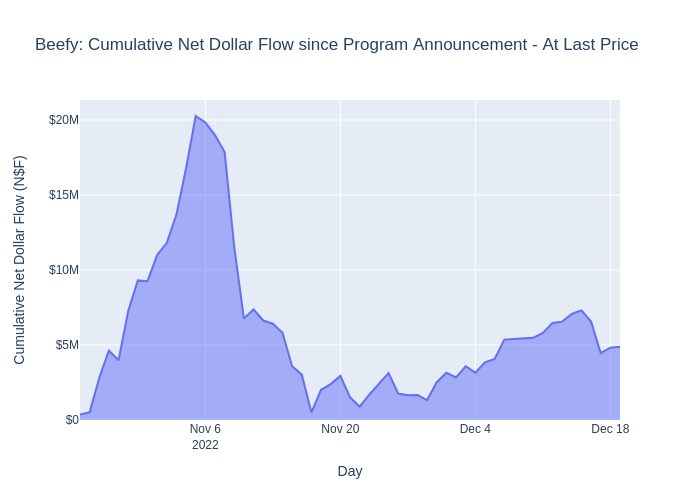 Beefy: Cumulative Net Dollar Flow since Program Announcement - At Last Price
Cumulative Net Dollar Flow (N$F)
$20M
$15M
$10M
$5M
$0
Nov 6
2022
Nov 20
Dec 4
Dec 18
Day